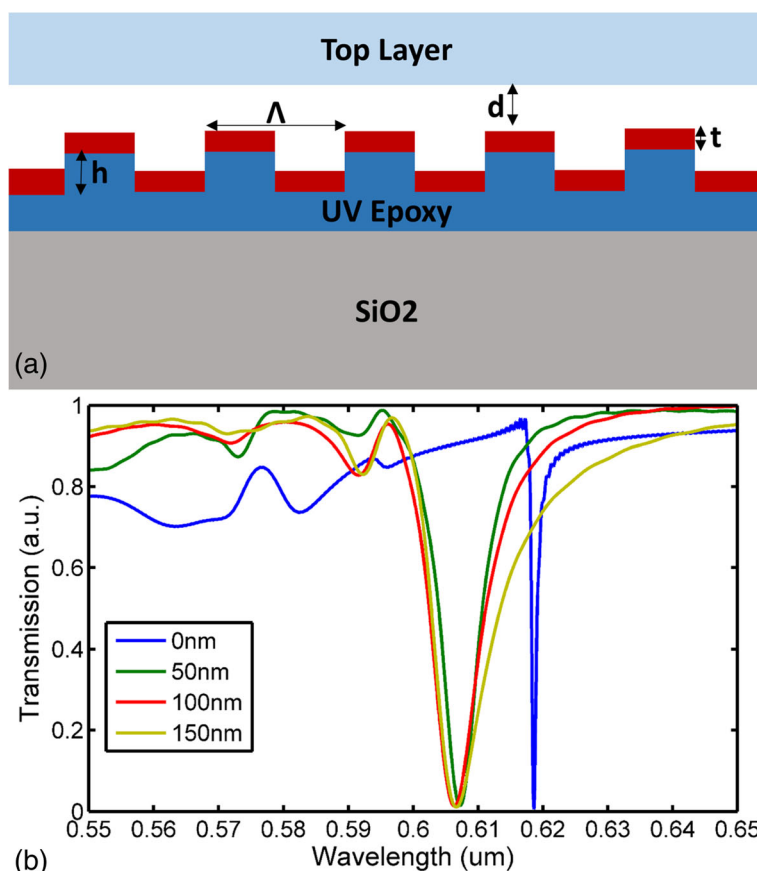 Top Layer
Λ
d
t
h
UV Epoxy
SiO2
(a)
1
0.8
0.6
0.4
0.2
0
Transmission (a.u.)
0nm
50nm
100nm
150nm
0.55 0.56 0.57 0.58 0.59 0.6 0.61 0.62 0.63 0.64 0.65
Wavelength (um)
(b)